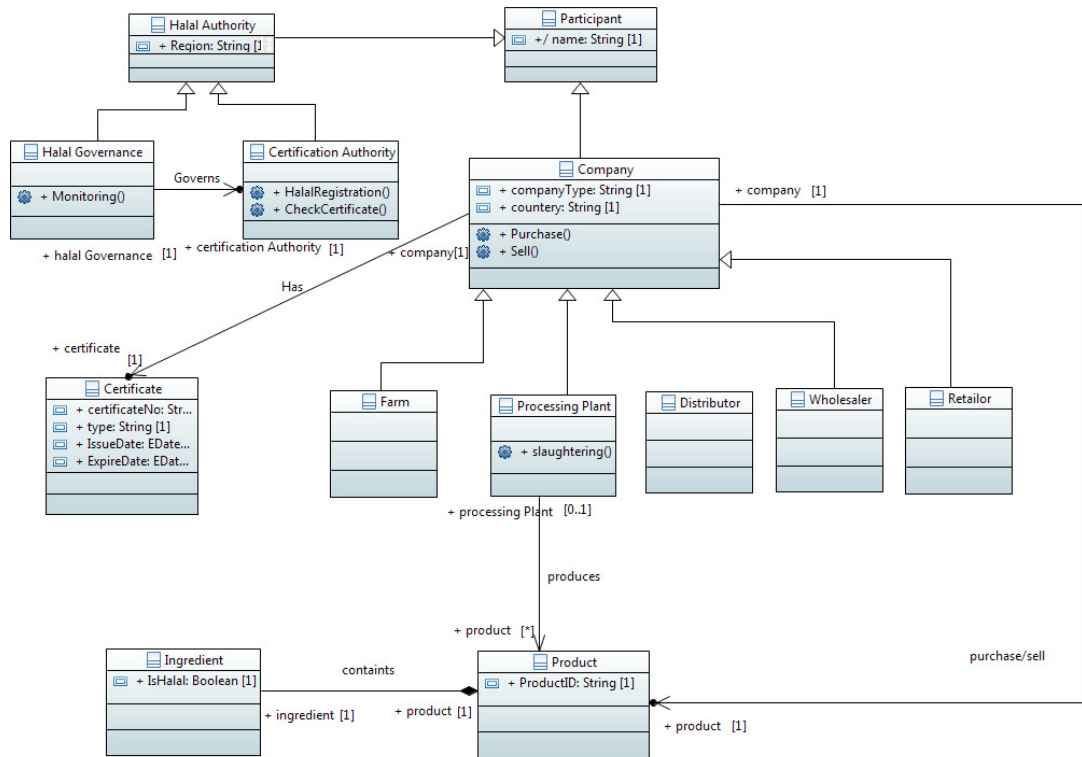 Halal Authority
+ Region: String [1
Participant
+/ name: String [1]
Halal Governance
+ Monitoring()
Governs
Certification Authority
+ HalalRegistration()
+ CheckCertificate()
+ halal Governance [1]
+ certification Authority [1]
Company
+ companyType: String [1]
+ countery: String [1]
+ Purchase()
+ Sell()
+ company [1]
+ company[1]
Has
+ certificate
[1]
Certificate
+ certificateNo: Str...
+ type: String [1]
+ IssueDate: EDate...
+ ExpireDate: EDat...
Farm
Processing Plant
+ slaughtering()
Distributor
Wholesaler
Retailor
+ processing Plant [0..1]
produces
+ product [*]
Ingredient
+ IsHalal: Boolean [1]
containts
+ ingredient [1]
+ product [1]
Product
+ ProductID: String [1]
purchase/sell
+ product [1]